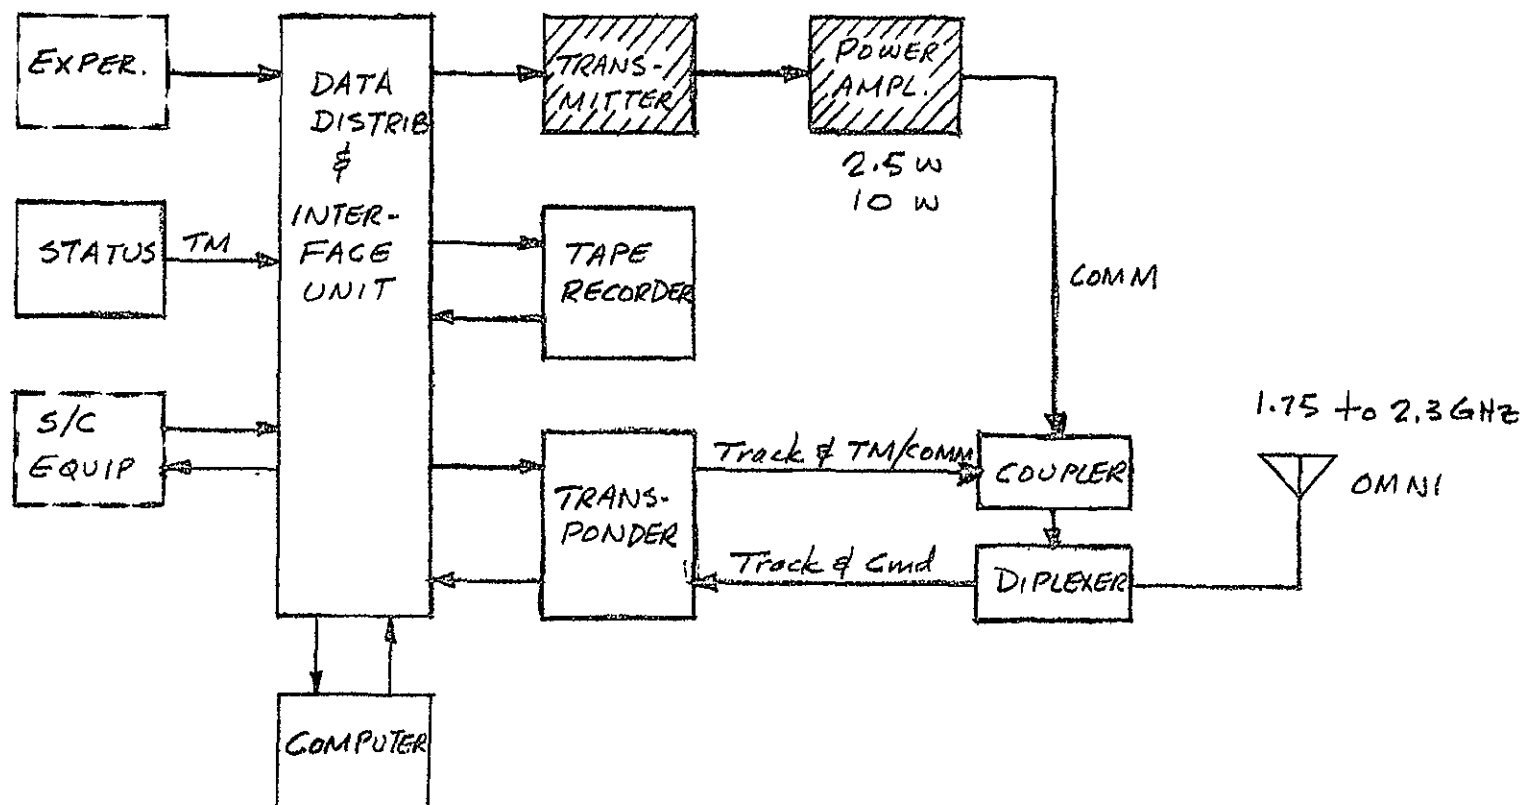 EXPER.
DATA
DISTRIB
&
INTER-
FACE
UNIT
TRANS-
MITTER
POWER
AMPL.
2.5 W
10 W
STATUS
TM
TAPE
RECORDER
COMM
S/C
EQUIP
TRANS-
PONDER
Track & TM/COMM
COUPLER
1.75 to 2.3 GHz
OMNI
Track & Cmd
DIPLEXER
COMPUTER